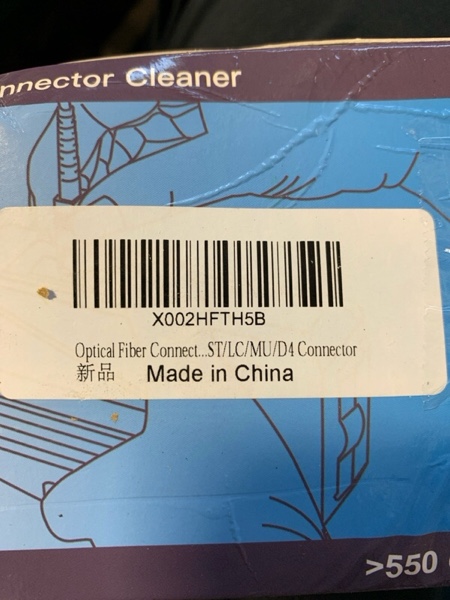 nnector Cleaner
X002HFTH5B
Optical Fiber Connect...ST/LC/MU/D4 Connector
新品 Made in China
>550